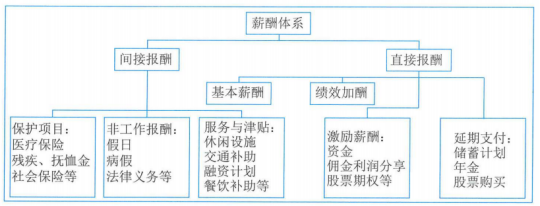 薪酬体系
间接报酬
直接报酬
基本薪酬
绩效加酬
保护项目：
医疗保险
残疾、抚恤金
社会保险等
非工作报酬：
假日
病假
法律义务等
服务与津贴：
休闲设施
交通补助
融资计划
餐饮补助等
激励薪酬：
资金
佣金利润分享
股票期权等
延期支付：
储蓄计划
年金
股票购买